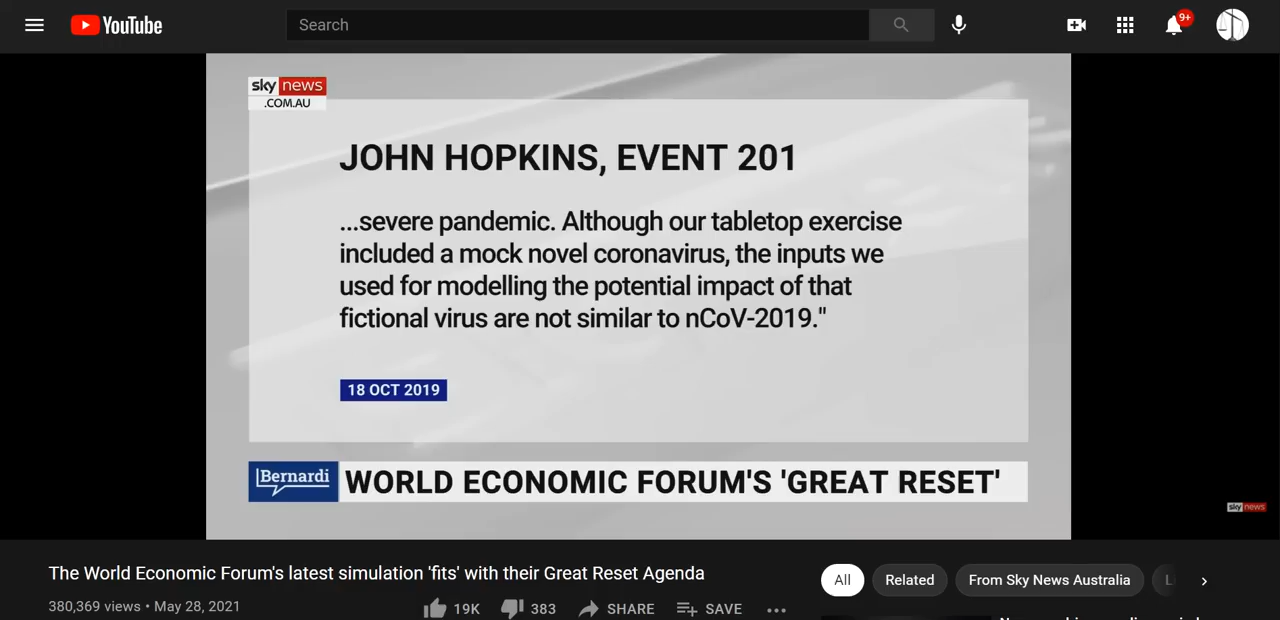 YouTube
Search
9+
sky news
.COM.AU
JOHN HOPKINS, EVENT 201
...severe pandemic. Although our tabletop exercise
included a mock novel coronavirus, the inputs we
used for modelling the potential impact of that
fictional virus are not similar to nCoV-2019."
18 OCT 2019
Bernardi
WORLD ECONOMIC FORUM'S 'GREAT RESET'
sky news
The World Economic Forum's latest simulation 'fits' with their Great Reset Agenda
380,369 views • May 28, 2021
19K
383
SHARE
SAVE
All
Related
From Sky News Australia